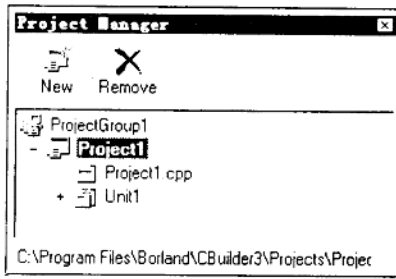 Project Manager
New Remove
ProjectGroup1
Project1
Project1.cpp
Unit1
C:\Program Files\Borland\CBuilder3\Projects\Projec